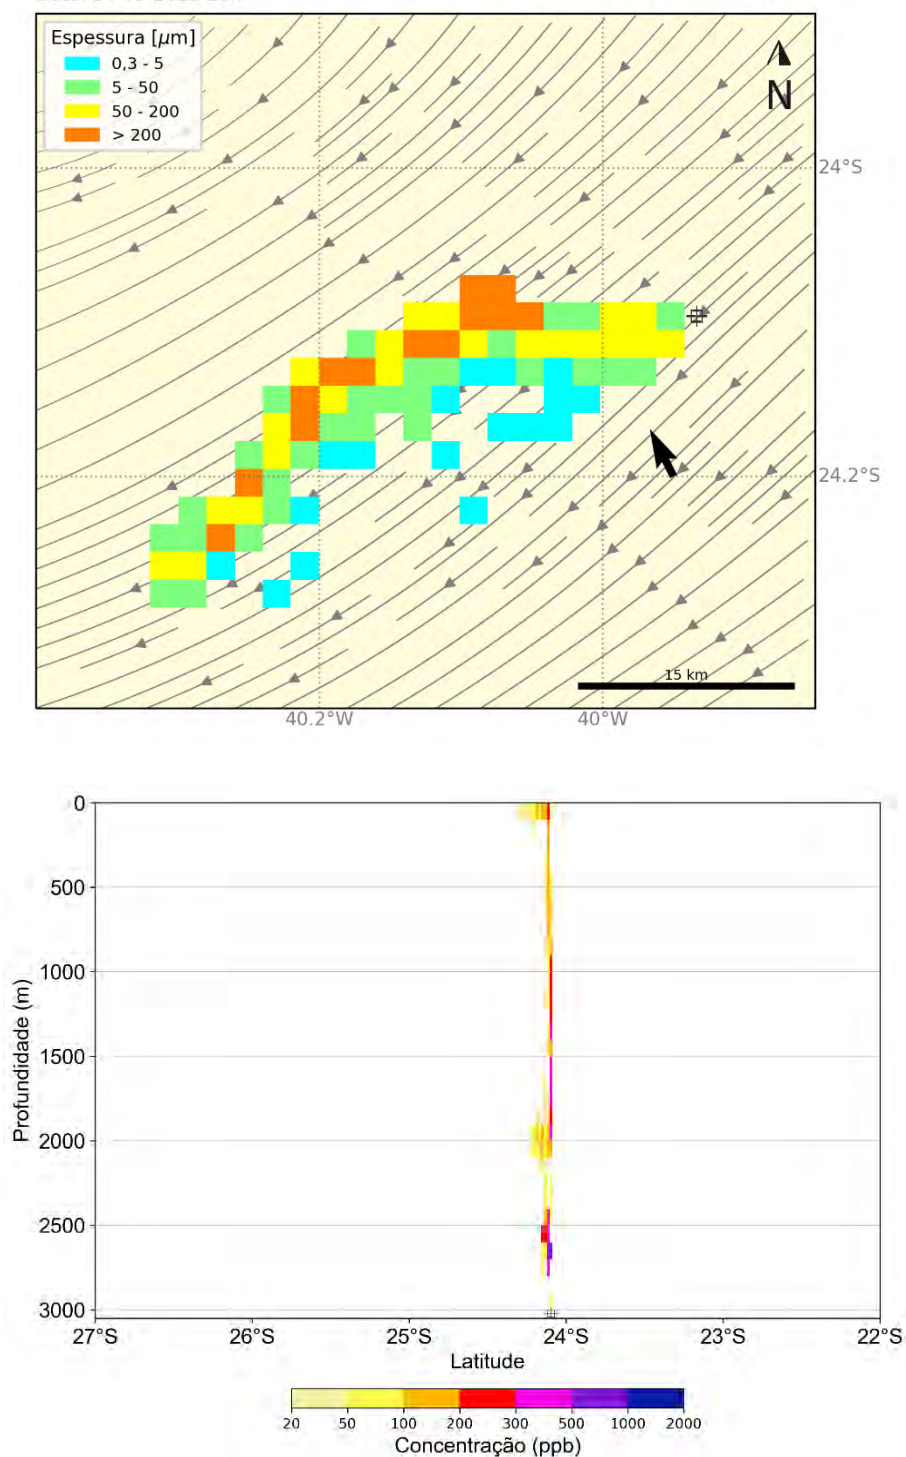 Espessura [μm]
0,3 - 5
5 - 50
50 - 200
> 200
N
24°S
24.2°S
15 km
40.2°W
40°W
0
500
1000
1500
2000
2500
3000
Profundidade (m)
27°S
26°S
25°S
24°S
23°S
22°S
Latitude
20
50
100
200
300
500
1000
2000
Concentração (ppb)